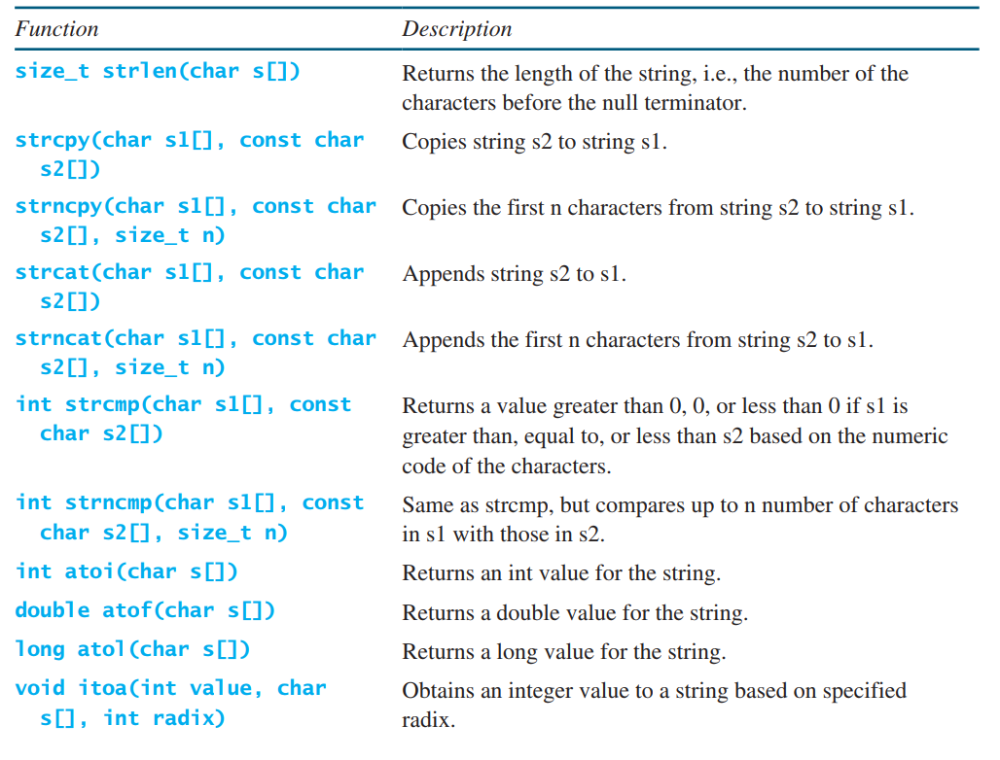 Function Description
size_t strlen(char s[]) Returns the length of the string, i.e., the number of the
characters before the null terminator.
strcpy(char s1[], const char Copies string s2 to string s1.
s2[])
strncpy(char s1[], const char Copies the first n characters from string s2 to string s1.
s2[], size_t n)
strcat(char s1[], const char Appends string s2 to s1.
s2[])
strncat(char s1[], const char Appends the first n characters from string s2 to s1.
s2[], size_t n)
int strcmp(char s1[], const Returns a value greater than 0, 0, or less than 0 if s1 is
char s2[]) greater than, equal to, or less than s2 based on the numeric
code of the characters.
int strncmp(char s1[], const Same as strcmp, but compares up to n number of characters
char s2[], size_t n) in s1 with those in s2.
int atoi(char s[]) Returns an int value for the string.
double atof(char s[]) Returns a double value for the string.
long atol(char s[]) Returns a long value for the string.
void itoa(int value, char Obtains an integer value to a string based on specified
s[], int radix) radix.